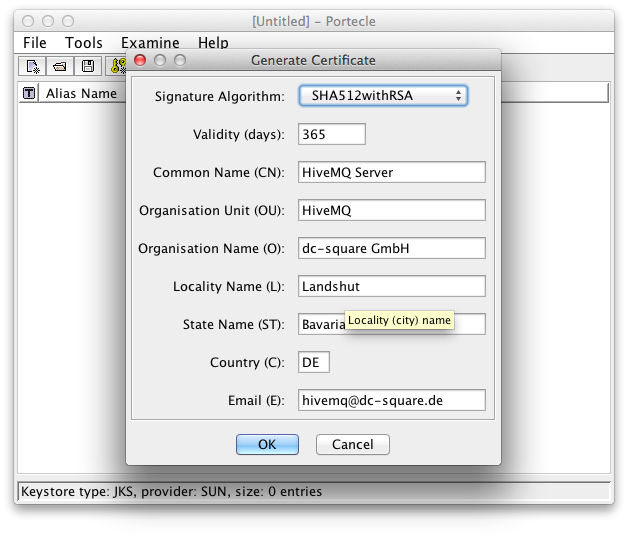 [Untitled] – Portecle
File Tools Examine Help
Generate Certificate
T Alias Name
Signature Algorithm: SHA512withRSA
Validity (days): 365
Common Name (CN): HiveMQ Server
Organisation Unit (OU): HiveMQ
Organisation Name (O): dc-square GmbH
Locality Name (L): Landshut
Locality (city) name
State Name (ST): Bavaria
Country (C): DE
Email (E): hivemq@dc-square.de
OK Cancel
Keystore type: JKS, provider: SUN, size: 0 entries